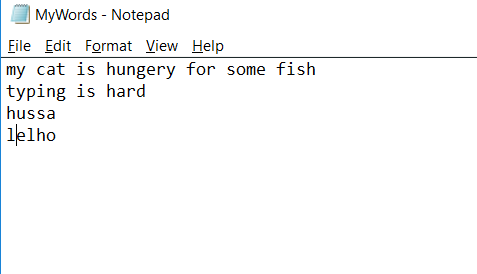 MyWords - Notepad
File Edit Format View Help
my cat is hungery for some fish
typing is hard
hussa
lelho